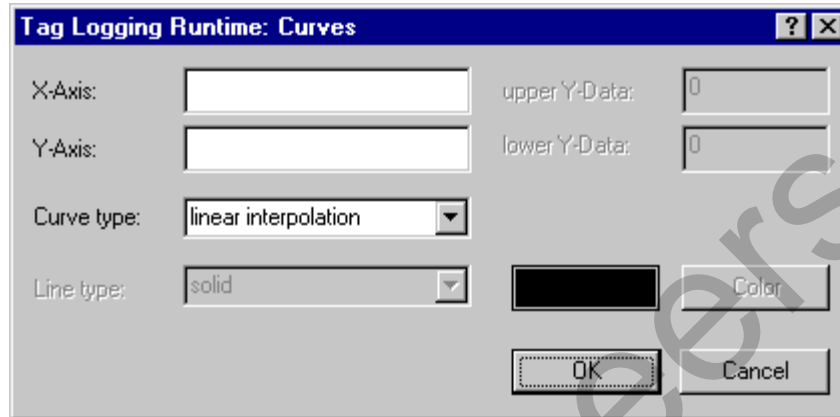 Tag Logging Runtime: Curves
X-Axis: upper Y-Data: 0
Y-Axis: lower Y-Data: 0
Curve type: linear interpolation
Line type: solid Color
OK Cancel